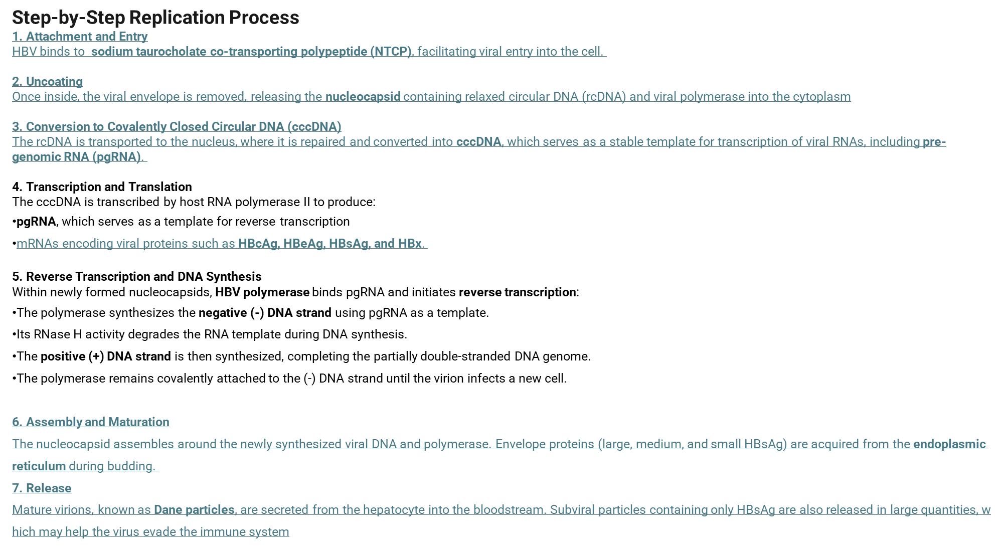 Step-by-Step Replication Process
1. Attachment and Entry
HBV binds to  sodium taurocholate co-transporting polypeptide (NTCP), facilitating viral entry into the cell.
2. Uncoating
Once inside, the viral envelope is removed, releasing the nucleocapsid containing relaxed circular DNA (rcDNA) and viral polymerase into the cytoplasm
3. Conversion to Covalently Closed Circular DNA (cccDNA)
The rcDNA is transported to the nucleus, where it is repaired and converted into cccDNA, which serves as a stable template for transcription of viral RNAs, including pre-
genomic RNA (pgRNA).
4. Transcription and Translation
The cccDNA is transcribed by host RNA polymerase II to produce:
•pgRNA, which serves as a template for reverse transcription
•mRNAs encoding viral proteins such as HBcAg, HBeAg, HBsAg, and HBx.
5. Reverse Transcription and DNA Synthesis
Within newly formed nucleocapsids, HBV polymerase binds pgRNA and initiates reverse transcription:
•The polymerase synthesizes the negative (-) DNA strand using pgRNA as a template.
•Its RNase H activity degrades the RNA template during DNA synthesis.
•The positive (+) DNA strand is then synthesized, completing the partially double-stranded DNA genome.
•The polymerase remains covalently attached to the (-) DNA strand until the virion infects a new cell.
6. Assembly and Maturation
The nucleocapsid assembles around the newly synthesized viral DNA and polymerase. Envelope proteins (large, medium, and small HBsAg) are acquired from the endoplasmic
reticulum during budding.
7. Release
Mature virions, known as Dane particles, are secreted from the hepatocyte into the bloodstream. Subviral particles containing only HBsAg are also released in large quantities, w
hich may help the virus evade the immune system